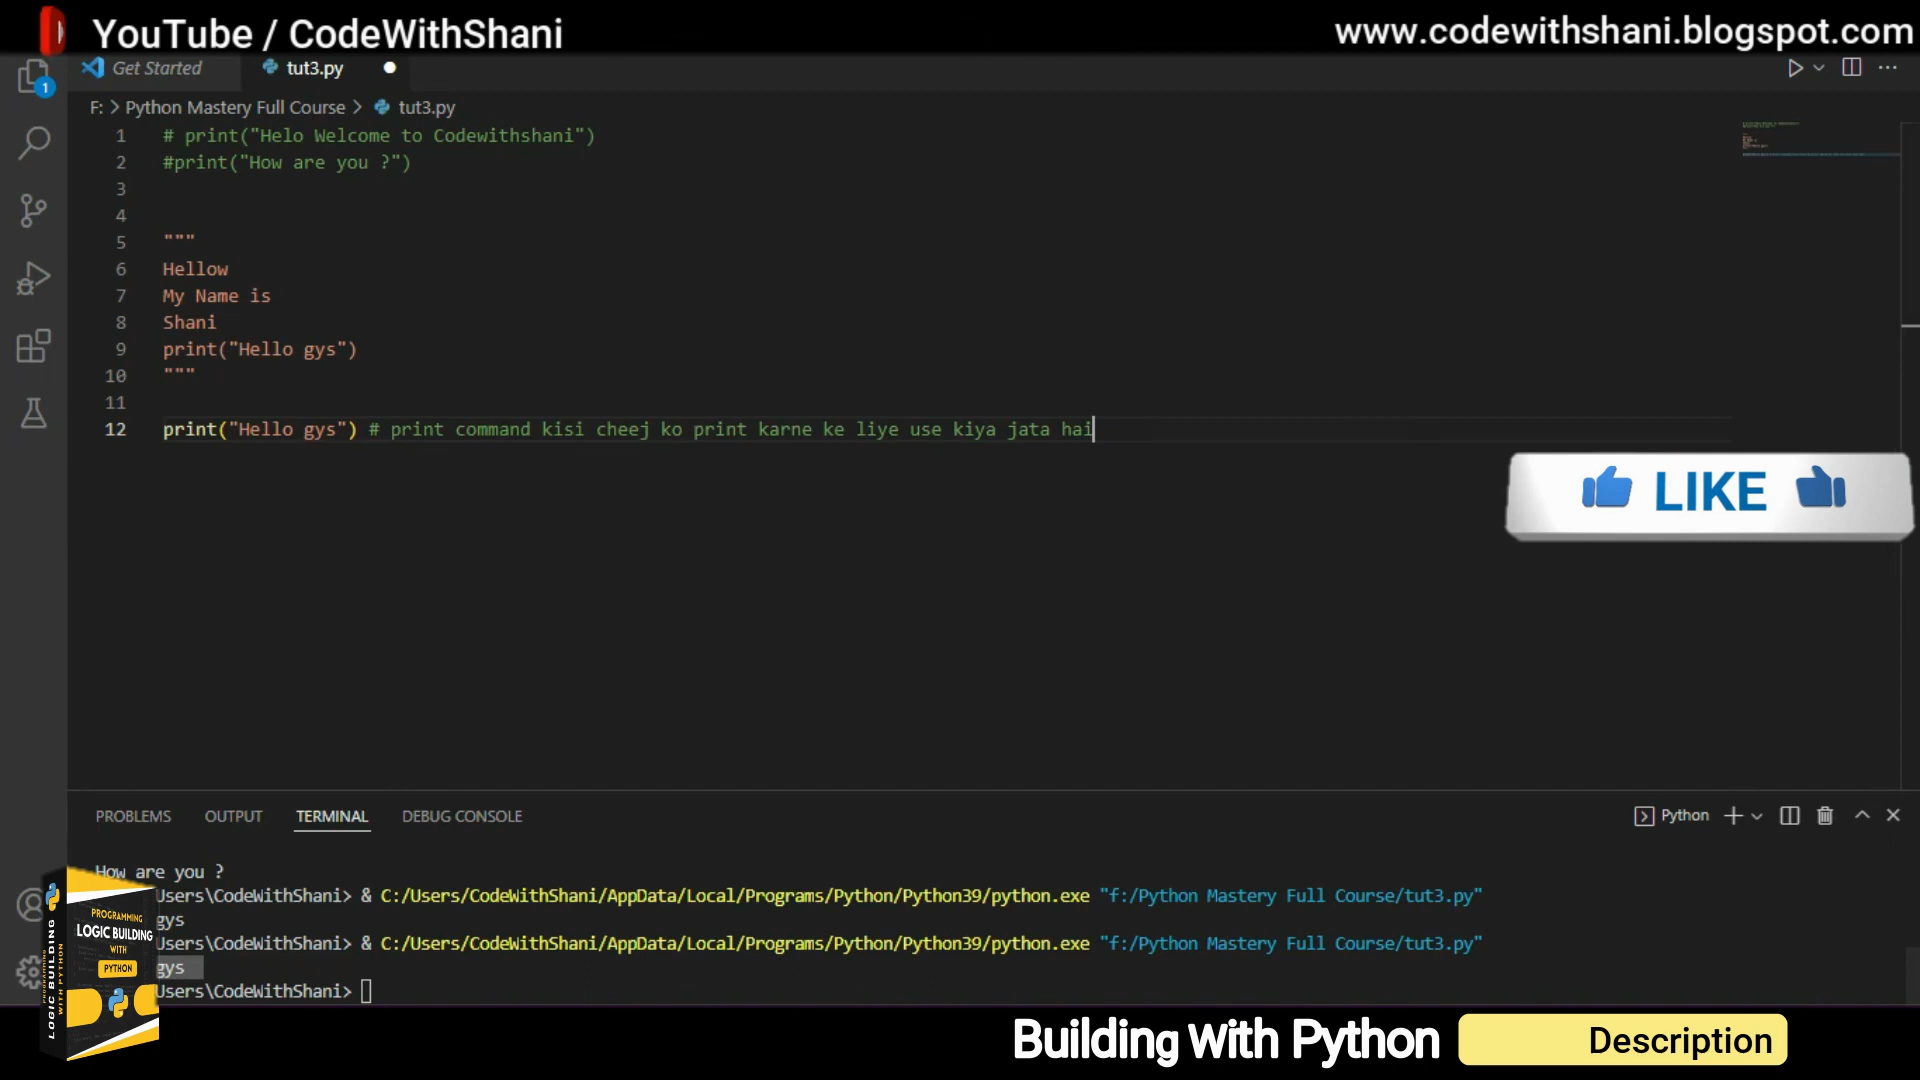 YouTube / CodeWithShani
www.codewithshani.blogspot.com
Get Started
tut3.py
1
F: > Python Mastery Full Course > tut3.py
1 # print("Helo Welcome to Codewithshani")
2 #print("How are you ?")
3
4
5 """
6 Hellow
7 My Name is
8 Shani
9 print("Hello gys")
10 """
11
12 print("Hello gys") # print command kisi cheej ko print karne ke liye use kiya jata hai
LIKE
PROBLEMS OUTPUT TERMINAL DEBUG CONSOLE
Python
How are you ?
Users\CodeWithShani> & C:/Users/CodeWithShani/AppData/Local/Programs/Python/Python39/python.exe "f:/Python Mastery Full Course/tut3.py"
gys
Users\CodeWithShani> & C:/Users/CodeWithShani/AppData/Local/Programs/Python/Python39/python.exe "f:/Python Mastery Full Course/tut3.py"
gys
Users\CodeWithShani>
PROGRAMMING
LOGIC BUILDING
WITH
PYTHON
LOGIC BUILDING
WITH PYTHON
Building With Python
Description